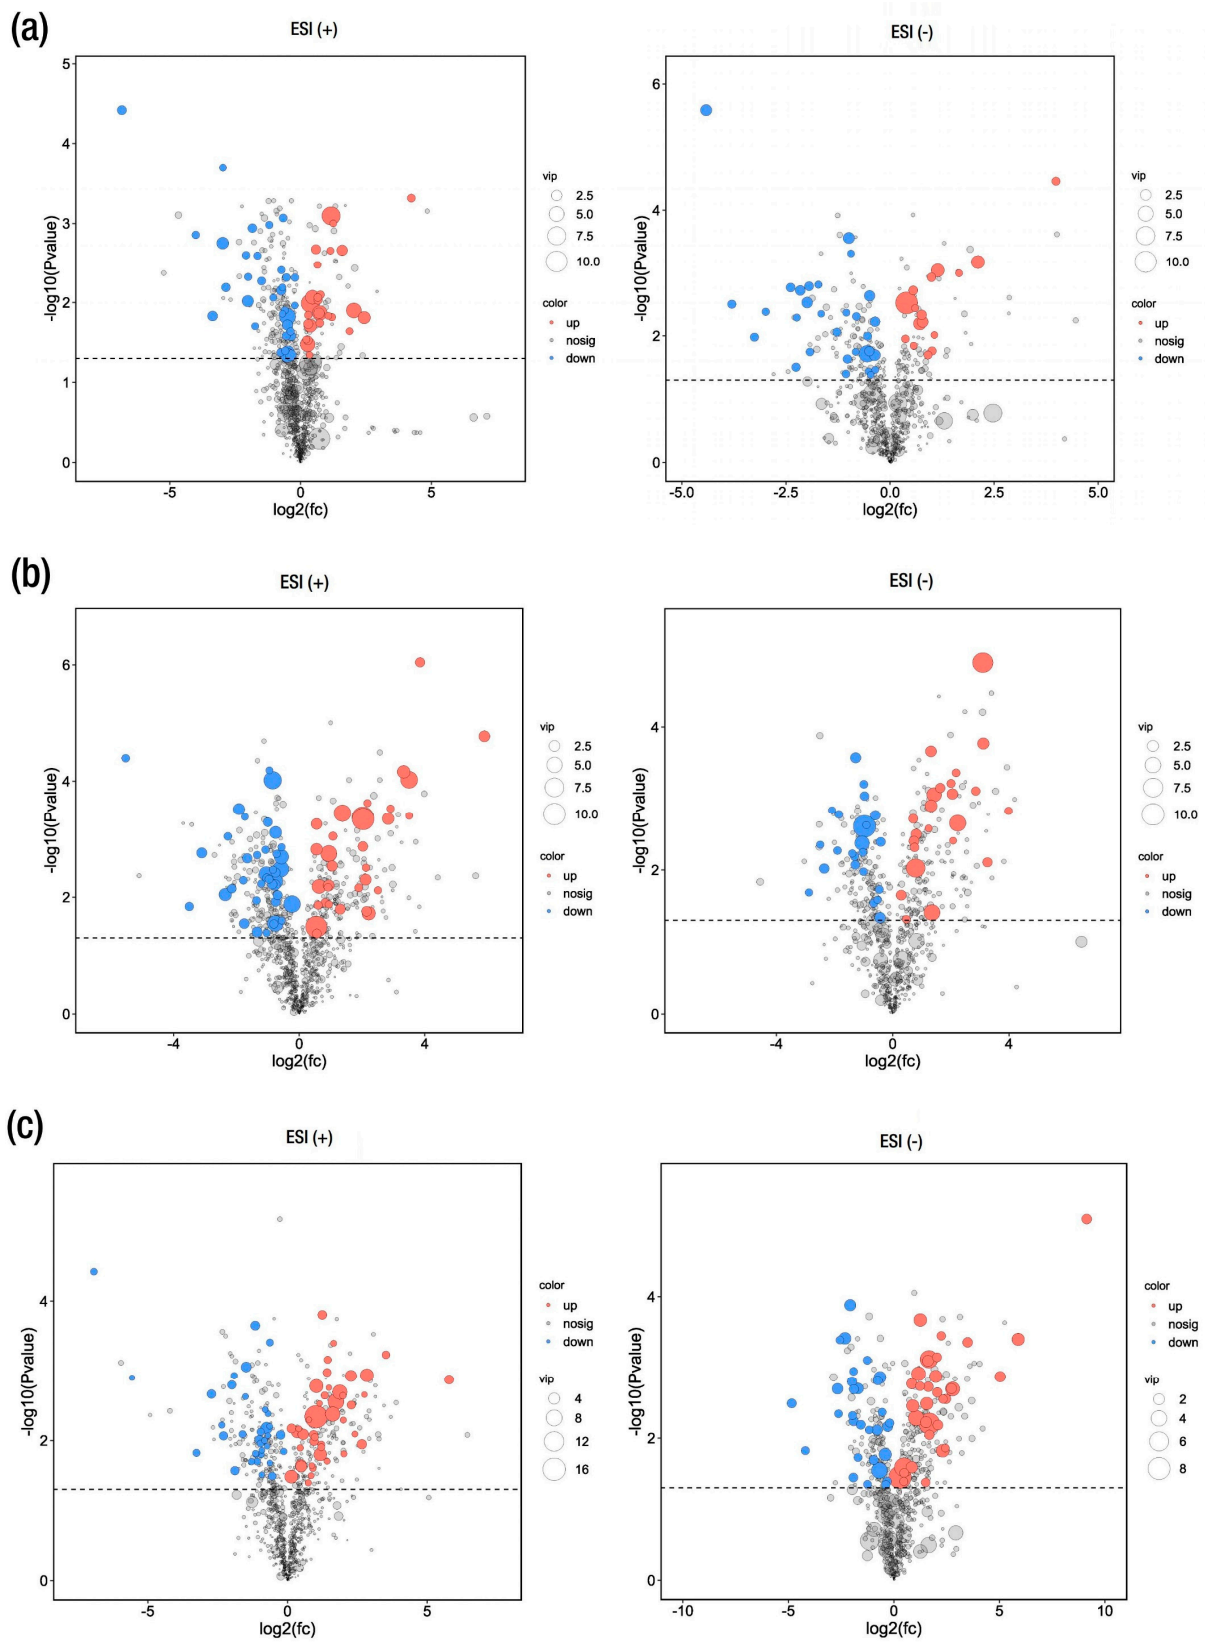 (a)
ESI (+)
5
4
3
2
1
0
-log10(Pvalue)
-5
0
5
log2(fc)
vip
2.5
5.0
7.5
10.0
color
up
nosig
down
ESI (-)
6
4
2
0
-log10(Pvalue)
-5.0
-2.5
0.0
2.5
5.0
log2(fc)
vip
2.5
5.0
7.5
10.0
color
up
nosig
down
(b)
ESI (+)
6
4
2
0
-log10(Pvalue)
-4
0
4
log2(fc)
vip
2.5
5.0
7.5
10.0
color
up
nosig
down
ESI (-)
4
2
0
-log10(Pvalue)
-4
0
4
log2(fc)
vip
2.5
5.0
7.5
10.0
color
up
nosig
down
(c)
ESI (+)
4
2
0
-log10(Pvalue)
-5
0
5
log2(fc)
color
up
nosig
down
vip
4
8
12
16
ESI (-)
4
2
0
-log10(Pvalue)
-10
-5
0
5
10
log2(fc)
color
up
nosig
down
vip
2
4
6
8